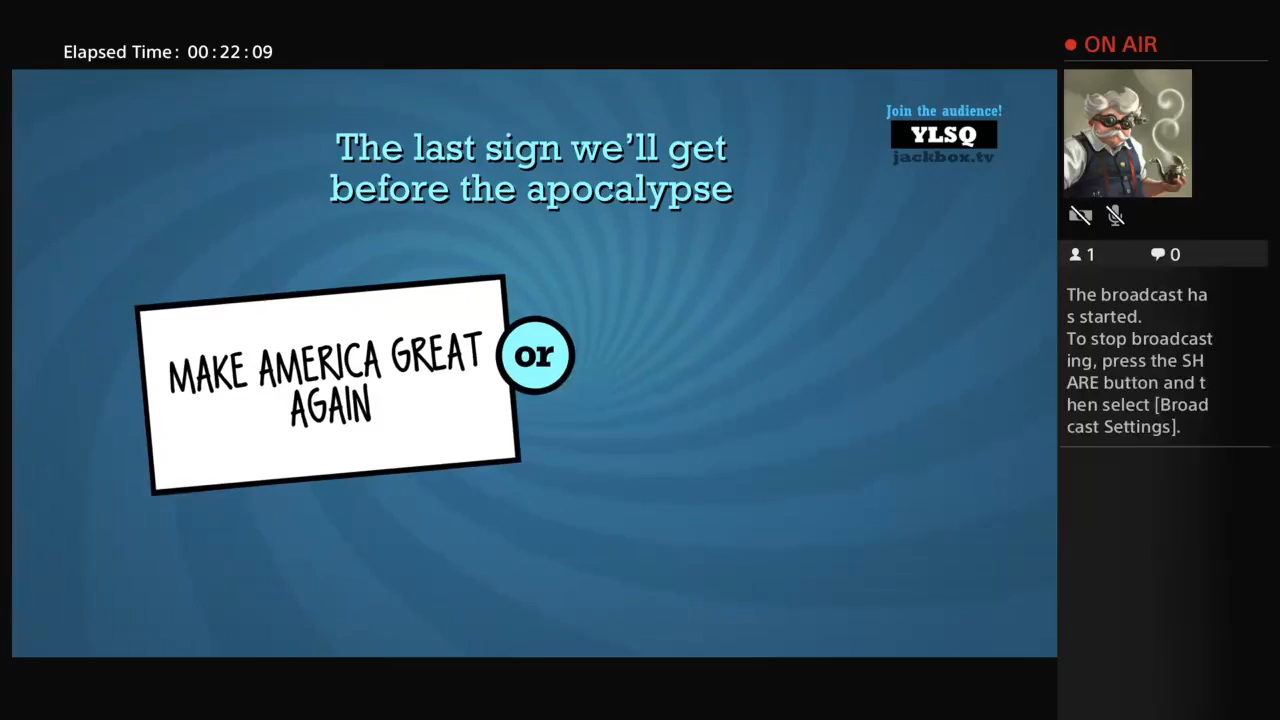 Elapsed Time: 00:22:09
ON AIR
Join the audience!
YLSQ
jackbox.tv
The last sign we'll get
before the apocalypse
MAKE AMERICA GREAT
AGAIN
or
1
0
The broadcast ha
s started.
To stop broadcast
ing, press the SH
ARE button and t
hen select [Broad
cast Settings].